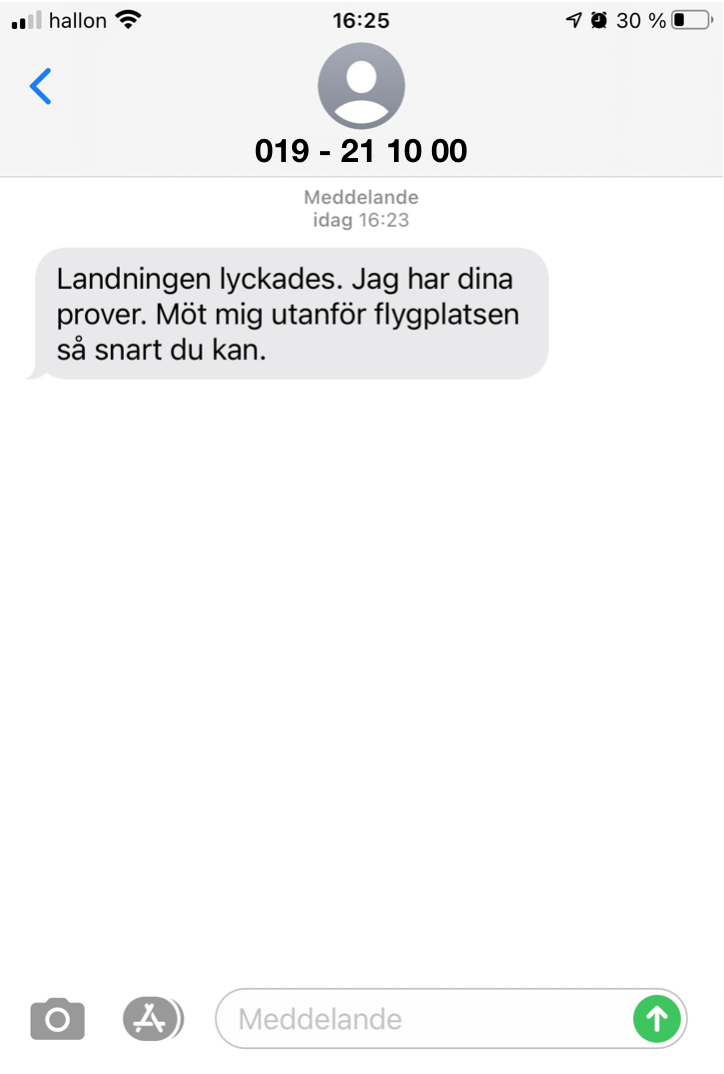 hallon 16:25 30 %
019 - 21 10 00
Meddelande
idag 16:23
Landningen lyckades. Jag har dina
prover. Möt mig utanför flygplatsen
så snart du kan.
Meddelande